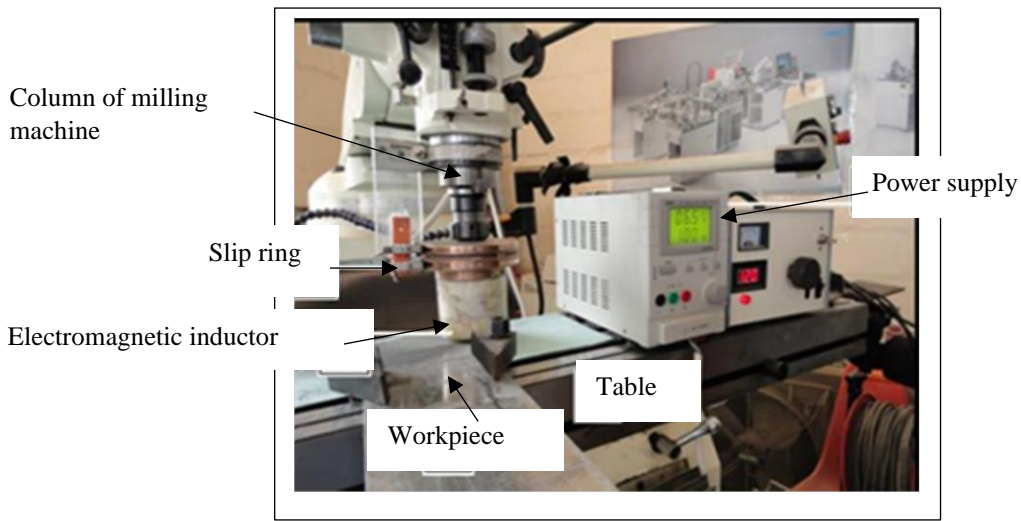 Column of milling
machine
Power supply
Slip ring
Electromagnetic inductor
Table
Workpiece